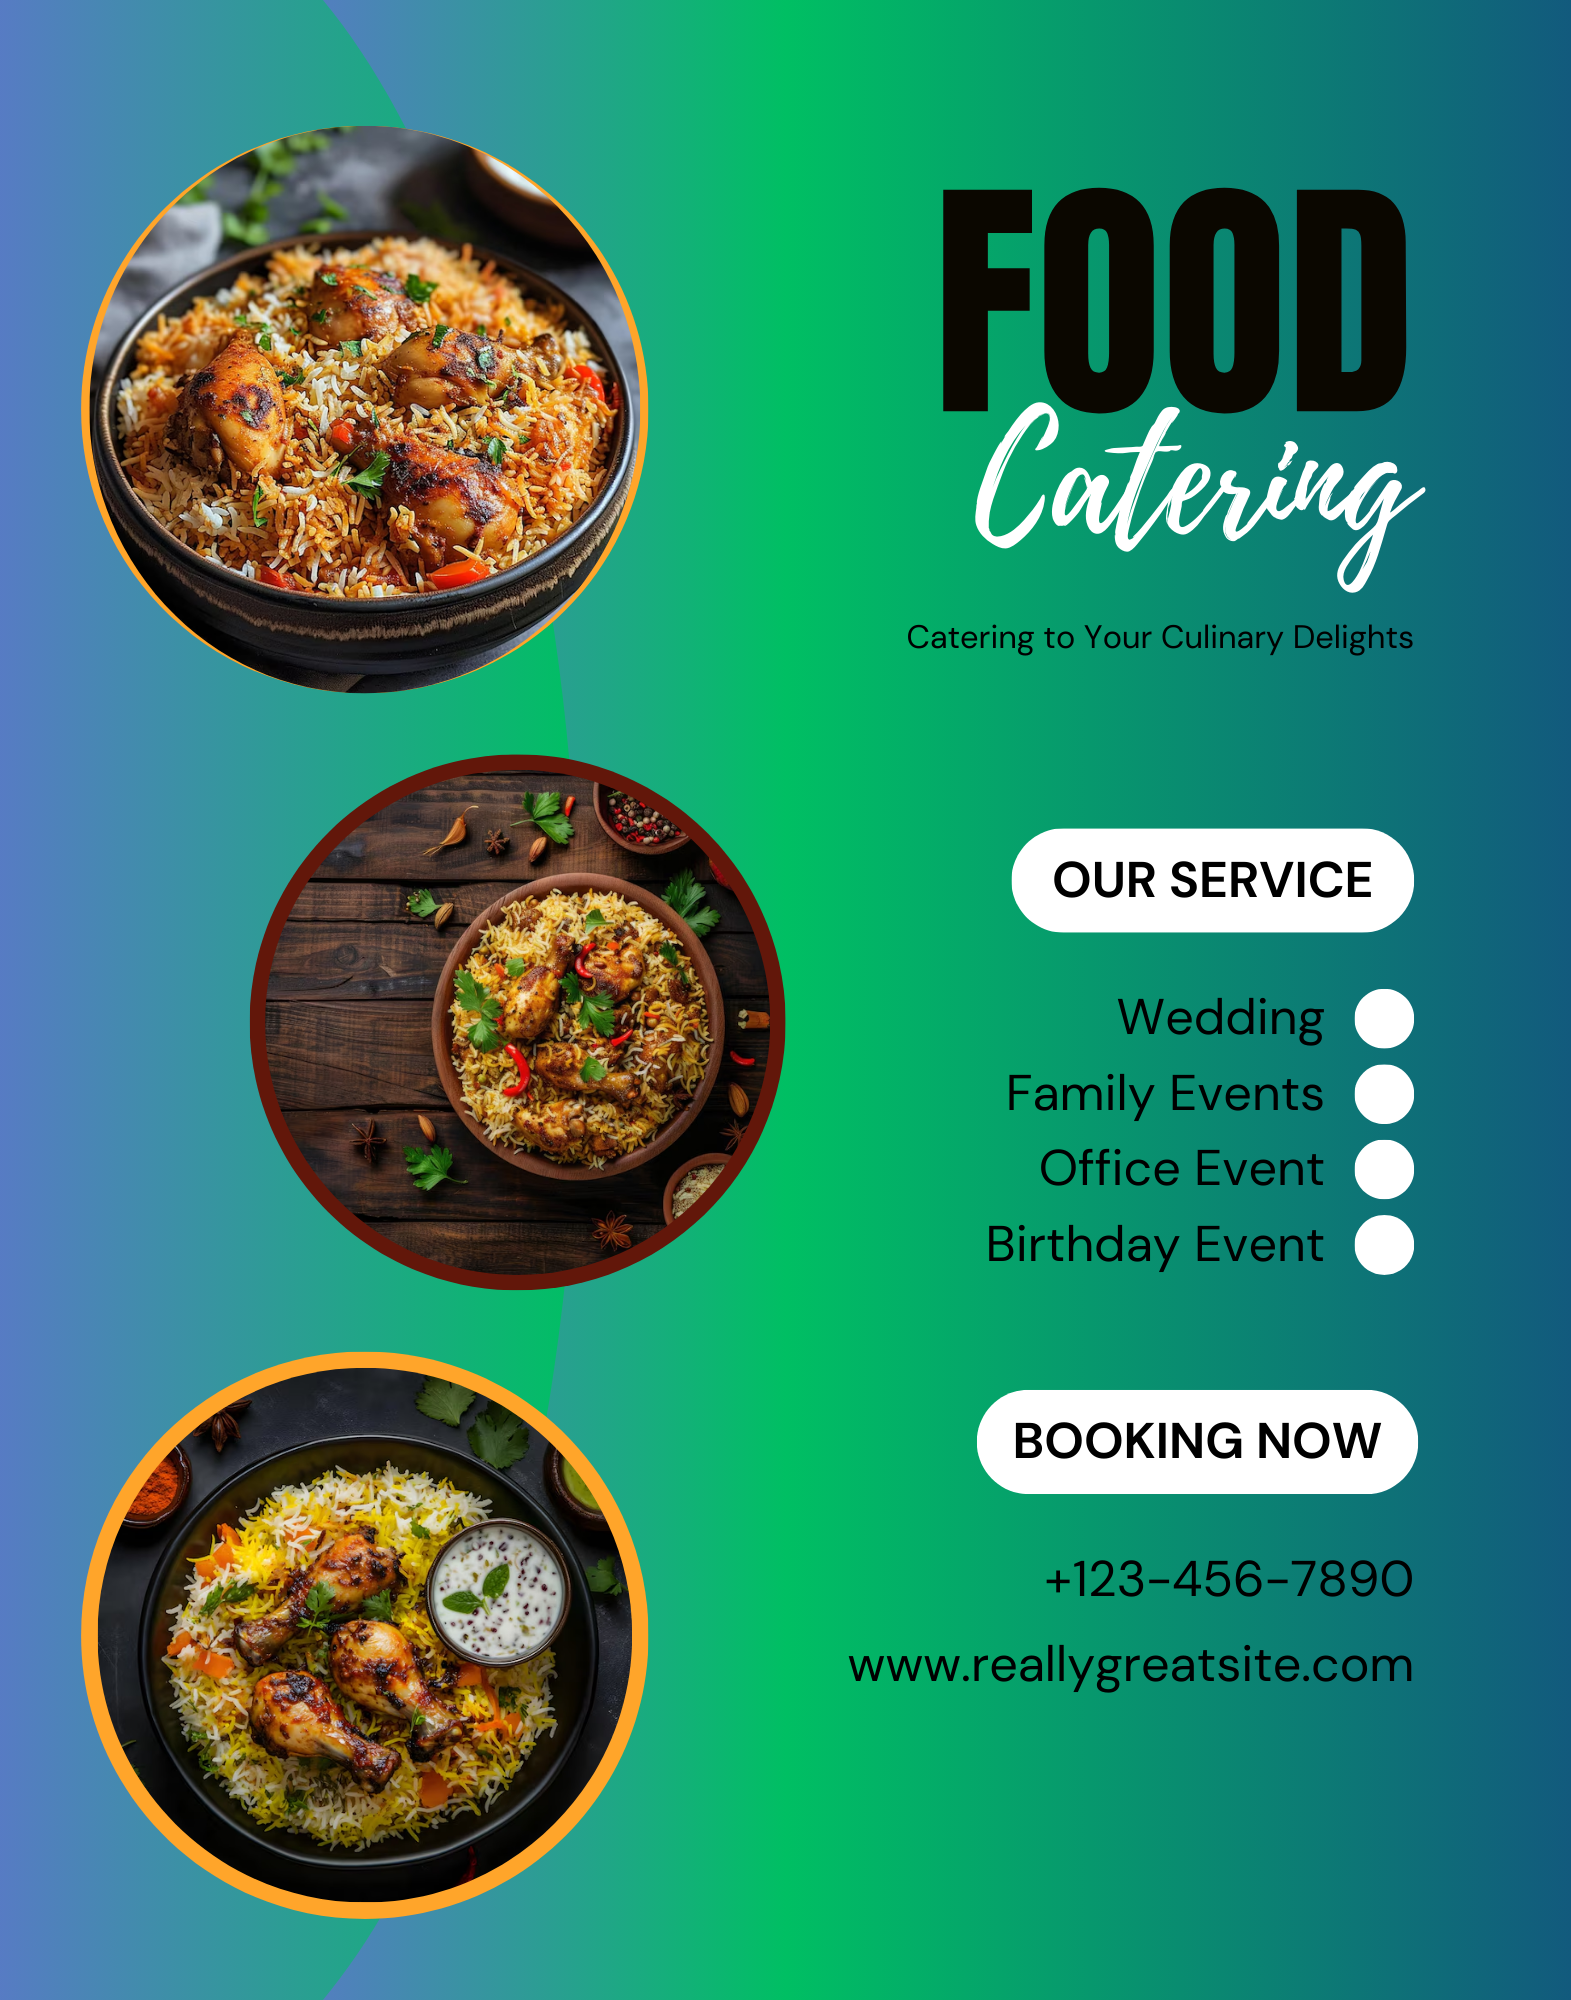 FOOD
Catering
Catering to Your Culinary Delights
OUR SERVICE
Wedding
Family Events
Office Event
Birthday Event
BOOKING NOW
+123-456-7890
www.reallygreatsite.com